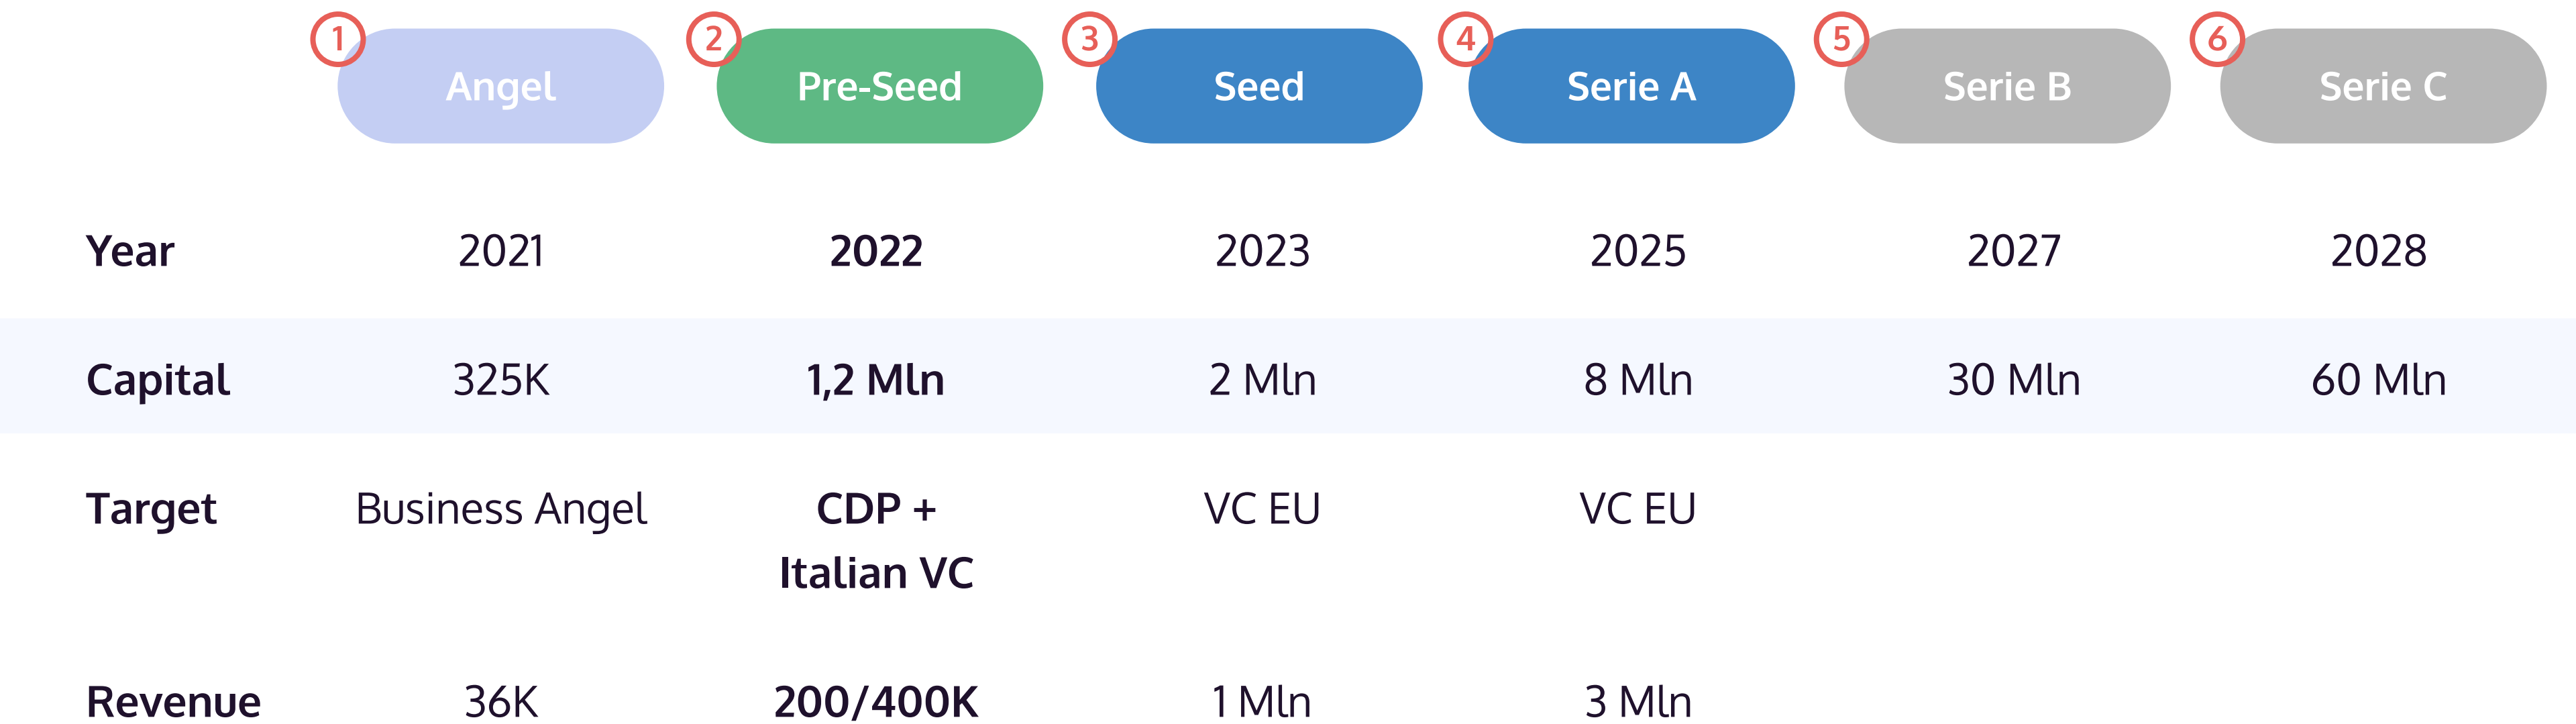 1 2 3 4 5 6
Angel Pre-Seed Seed Serie A Serie B Serie C
Year 2021 2022 2023 2025 2027 2028
Capital 325K 1,2 Mln 2 Mln 8 Mln 30 Mln 60 Mln
Target Business Angel CDP + VC EU VC EU
Italian VC
Revenue 36K 200/400K 1 Mln 3 Mln